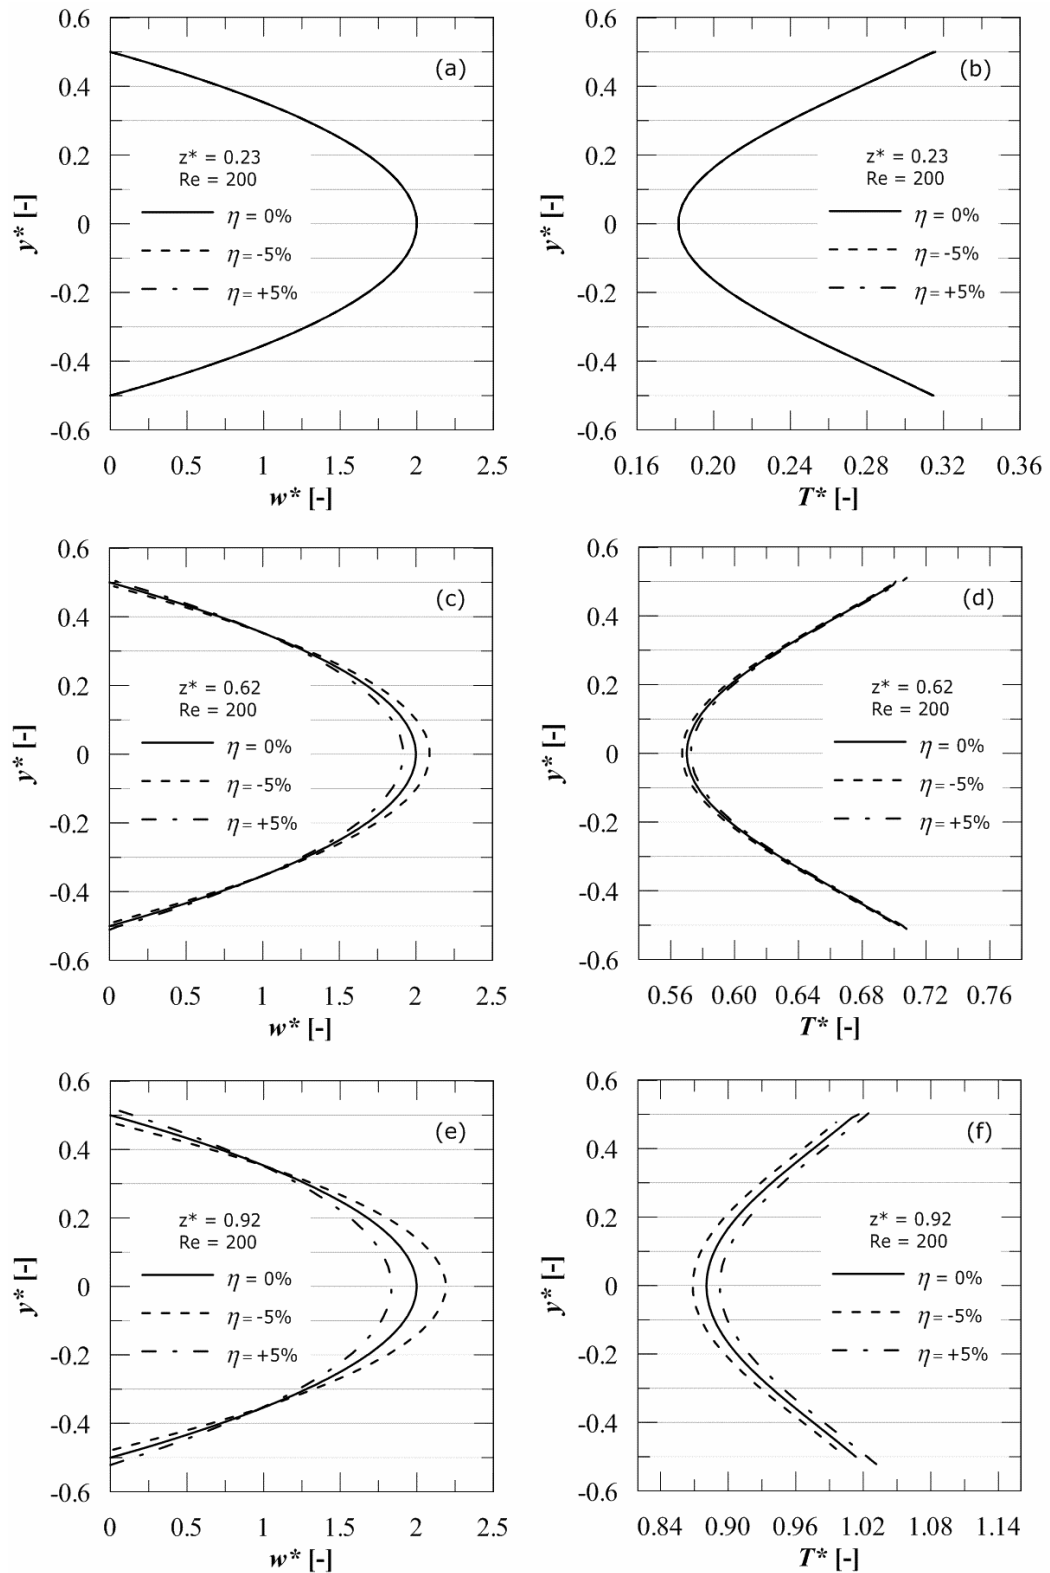 0.6
0.4
0.2
0
-0.2
-0.4
-0.6
y* [-]
(a)
z* = 0.23
Re = 200
η = 0%
η = -5%
η = +5%
0 0.5 1 1.5 2 2.5
w* [-]
0.6
0.4
0.2
0
-0.2
-0.4
-0.6
y* [-]
(b)
z* = 0.23
Re = 200
η = 0%
η = -5%
η = +5%
0.16 0.20 0.24 0.28 0.32 0.36
T* [-]
0.6
0.4
0.2
0
-0.2
-0.4
-0.6
y* [-]
(c)
z* = 0.62
Re = 200
η = 0%
η = -5%
η = +5%
0 0.5 1 1.5 2 2.5
w* [-]
0.6
0.4
0.2
0
-0.2
-0.4
-0.6
y* [-]
(d)
z* = 0.62
Re = 200
η = 0%
η = -5%
η = +5%
0.56 0.60 0.64 0.68 0.72 0.76
T* [-]
0.6
0.4
0.2
0
-0.2
-0.4
-0.6
y* [-]
(e)
z* = 0.92
Re = 200
η = 0%
η = -5%
η = +5%
0 0.5 1 1.5 2 2.5
w* [-]
0.6
0.4
0.2
0
-0.2
-0.4
-0.6
y* [-]
(f)
z* = 0.92
Re = 200
η = 0%
η = -5%
η = +5%
0.84 0.90 0.96 1.02 1.08 1.14
T* [-]